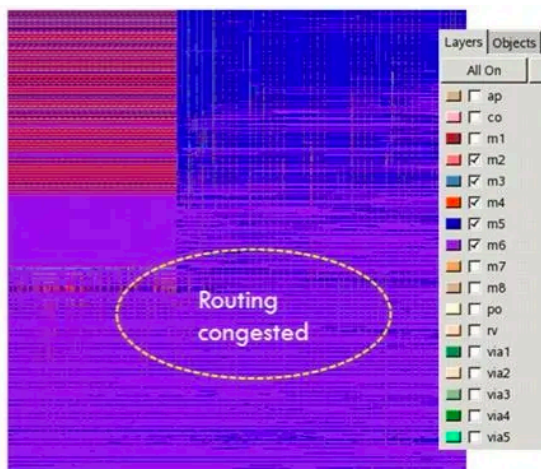 Layers Objects
All On
ap
co
m1
m2
m3
m4
m5
m6
m7
m8
po
rv
via1
via2
via3
via4
via5
Routing
congested